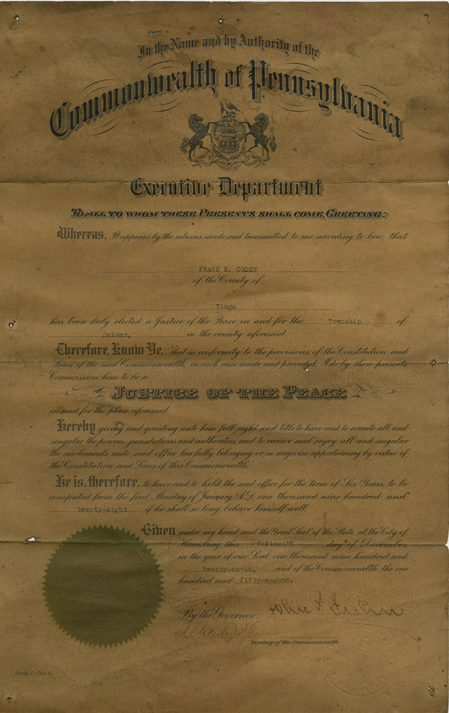 In the Name and by Authority of the
Commonwealth of Pennsylvania
Executive Department
To all to whom these Presents shall come, Greeting:
Whereas, It appears by the returns made and transmitted to me according to law that
FRANK E. OGDEN
of the County of
Tioga
has been duly elected a Justice of the Peace in and for the Township of
Delmar, in the county aforesaid.
Therefore, Know Ye, That in conformity to the provisions of the Constitution and
Laws of the said Commonwealth, in such case made and provided, I do by these presents
Commission him to be a
JUSTICE OF THE PEACE
in and for the place aforesaid.
Hereby giving and granting unto him full right and title to have and to execute all and
singular the powers, jurisdictions and authorities, and to receive and enjoy all and singular
the emoluments unto said office lawfully belonging or in anywise appertaining by virtue of
the Constitution and Laws of this Commonwealth.
He is, therefore, to have and to hold the said office for the term of Six Years, to be
computed from the first Monday of January A.D. one thousand nine hundred and
twenty-eight if he shall so long behave himself well.
Given under my hand and the Great Seal of the State, at the City of
Harrisburg, this fifteenth day of December
in the year of our Lord one thousand nine hundred and
twenty-seven, and of the Commonwealth the one
hundred and fifty-second.
By the Governor:
Secretary of the Commonwealth.